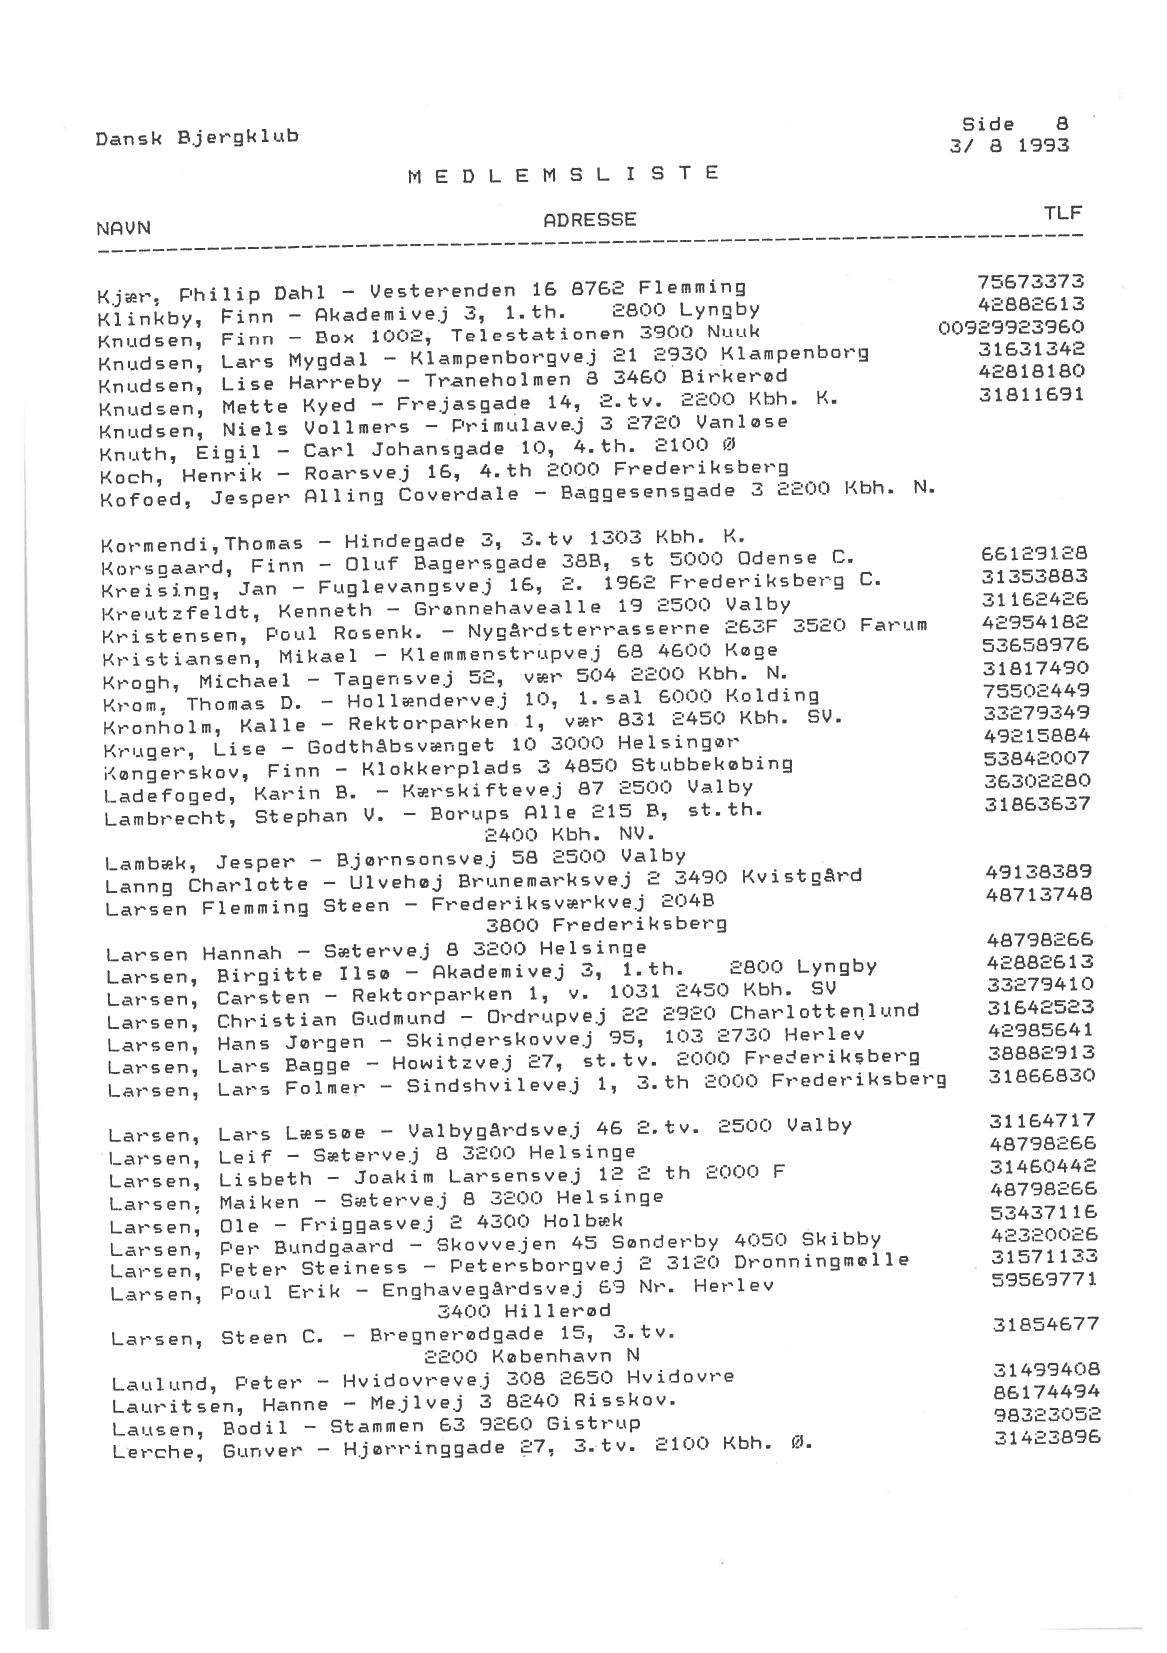 Dansk Bjergklub Side 8
3/ 8 1993
M E D L E M S L I S T E
NAVN ADRESSE TLF
Kjær, Philip Dahl - Vesterenden 16 8762 Flemming 75673373
Klinkby, Finn - Akademivej 3, 1.th. 2800 Lyngby 42882613
Knudsen, Finn - Box 1002, Telestationen 3900 Nuuk 00929923960
Knudsen, Lars Mygdal - Klampenborgvej 21 2930 Klampenborg 31631342
Knudsen, Lise Harreby - Traneholmen 8 3460 Birkerød 42818180
Knudsen, Mette Kyed - Frejasgade 14, 2.tv. 2200 Kbh. K. 31811691
Knudsen, Niels Vollmers - Primulavej 3 2720 Vanløse
Knuth, Eigil - Carl Johansgade 10, 4.th. 2100 Ø
Koch, Henrik - Roarsvej 16, 4.th 2000 Frederiksberg
Kofoed, Jesper Alling Coverdale - Baggesensgade 3 2200 Kbh. N.
Kormendi,Thomas - Hindegade 3, 3.tv 1303 Kbh. K.
Korsgaard, Finn - Oluf Bagersgade 38B, st 5000 Odense C. 66129128
Kreising, Jan - Fuglevangsvej 16, 2. 1962 Frederiksberg C. 31353883
Kreutzfeldt, Kenneth - Grønnehavealle 19 2500 Valby 31162426
Kristensen, Poul Rosenk. - Nygårdsterrasserne 263F 3520 Farum 42954182
Kristiansen, Mikael - Klemmenstrupvej 68 4600 Køge 53658976
Krogh, Michael - Tagensvej 52, vær 504 2200 Kbh. N. 31817490
Krom, Thomas D. - Hollændervej 10, 1.sal 6000 Kolding 75502449
Kronholm, Kalle - Rektorparken 1, vær 831 2450 Kbh. SV. 33279349
Kruger, Lise - Godthåbsvænget 10 3000 Helsingør 49215884
Køngerskov, Finn - Klokkerplads 3 4850 Stubbekøbing 53842007
Ladefoged, Karin B. - Kærskiftevej 87 2500 Valby 36302280
Lambrecht, Stephan V. - Borups Alle 215 B, st.th. 31863637
2400 Kbh. NV.
Lambæk, Jesper - Bjørnsonsvej 58 2500 Valby
Lanng Charlotte - Ulvehøj Brunemarksvej 2 3490 Kvistgård 49138389
Larsen Flemming Steen - Frederiksværkvej 204B 48713748
3800 Frederiksberg
Larsen Hannah - Sætervej 8 3200 Helsinge 48798266
Larsen, Birgitte Ilsø - Akademivej 3, 1.th. 2800 Lyngby 42882613
Larsen, Carsten - Rektorparken 1, v. 1031 2450 Kbh. SV 33279410
Larsen, Christian Gudmund - Ordrupvej 22 2920 Charlottenlund 31642523
Larsen, Hans Jørgen - Skinderskovvej 95, 103 2730 Herlev 42985641
Larsen, Lars Bagge - Howitzvej 27, st.tv. 2000 Frederiksberg 38882913
Larsen, Lars Folmer - Sindshvilevej 1, 3.th 2000 Frederiksberg 31866830
Larsen, Lars Læssøe - Valbygårdsvej 46 2.tv. 2500 Valby 31164717
Larsen, Leif - Sætervej 8 3200 Helsinge 48798266
Larsen, Lisbeth - Joakim Larsensvej 12 2 th 2000 F 31460442
Larsen, Maiken - Sætervej 8 3200 Helsinge 48798266
Larsen, Ole - Friggasvej 2 4300 Holbæk 53437116
Larsen, Per Bundgaard - Skovvejen 45 Sønderby 4050 Skibby 42320026
Larsen, Peter Steiness - Petersborgvej 2 3120 Dronningmølle 31571133
Larsen, Poul Erik - Enghavegårdsvej 69 Nr. Herlev 59569771
3400 Hillerød
Larsen, Steen C. - Bregnerødgade 15, 3.tv. 31854677
2200 København N
Laulund, Peter - Hvidovrevej 308 2650 Hvidovre 31499408
Lauritsen, Hanne - Mejlvej 3 8240 Risskov. 86174494
Lausen, Bodil - Stammen 63 9260 Gistrup 98323052
Lerche, Gunver - Hjørringgade 27, 3.tv. 2100 Kbh. Ø. 31423896